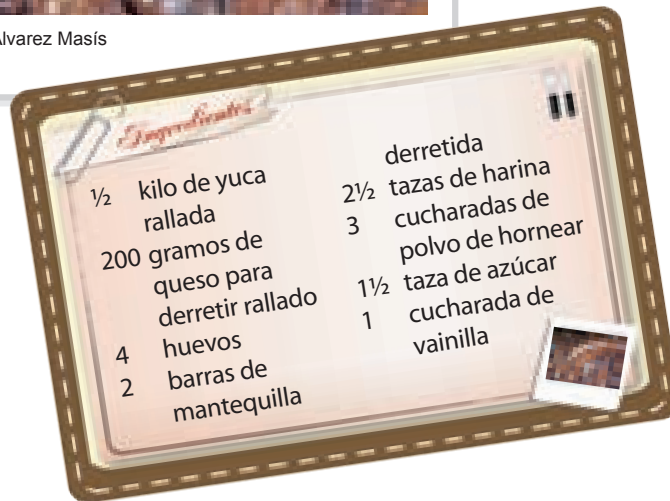 Alvarez Masís
Ingredientes
½ kilo de yuca
rallada
200 gramos de
queso para
derretir rallado
4 huevos
2 barras de
mantequilla
derretida
2½ tazas de harina
3 cucharadas de
polvo de hornear
1½ taza de azúcar
1 cucharada de
vainilla